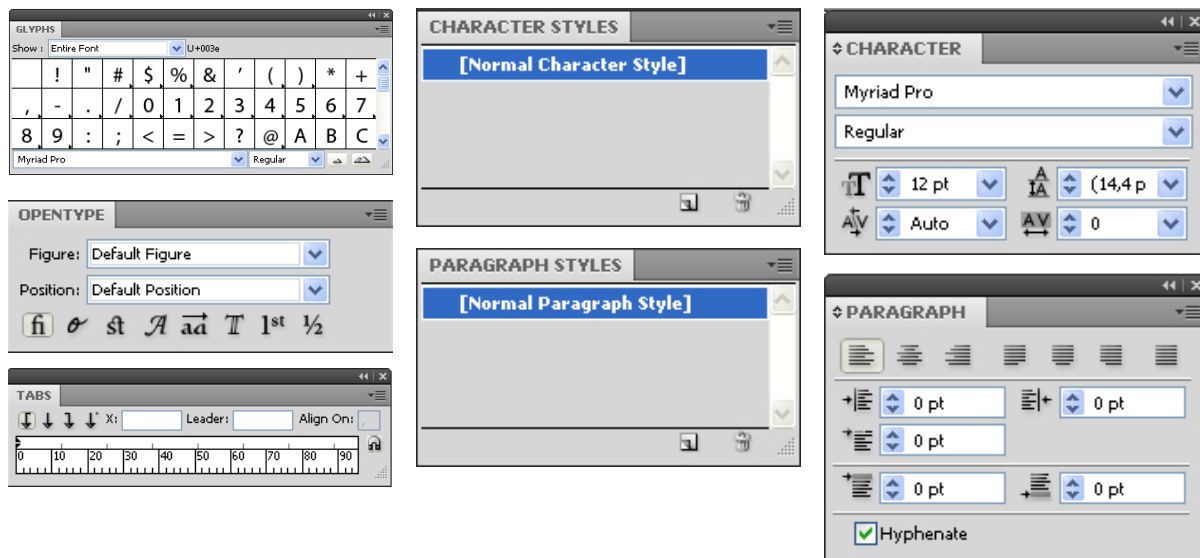 GLYPHS
Show : Entire Font U+003e
! " # $ % & ' ( ) * +
, - . / 0 1 2 3 4 5 6 7
8 9 : ; < = > ? @ A B C
Myriad Pro Regular
OPENTYPE
Figure: Default Figure
Position: Default Position
fi st A aa T 1st ½
TABS
X: Leader: Align On: ,
0 10 20 30 40 50 60 70 80 90
CHARACTER STYLES
[Normal Character Style]
PARAGRAPH STYLES
[Normal Paragraph Style]
CHARACTER
Myriad Pro
Regular
12 pt (14,4 p
Auto 0
PARAGRAPH
0 pt 0 pt
0 pt
0 pt 0 pt
Hyphenate